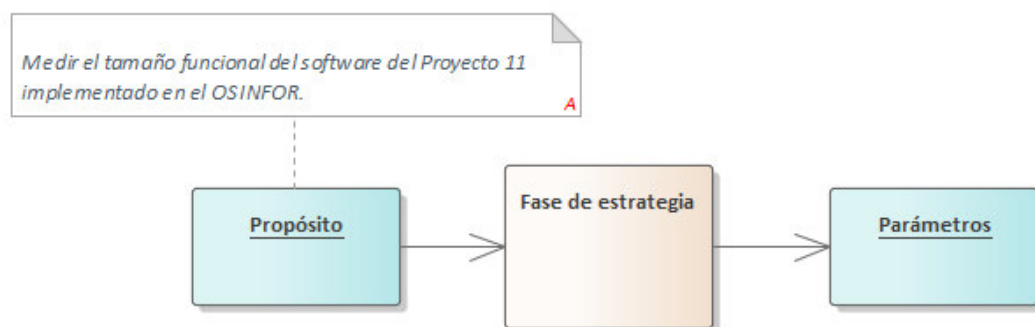 Medir el tamaño funcional del software del Proyecto 11
implementado en el OSINFOR.
A
Propósito
Fase de estrategia
Parámetros